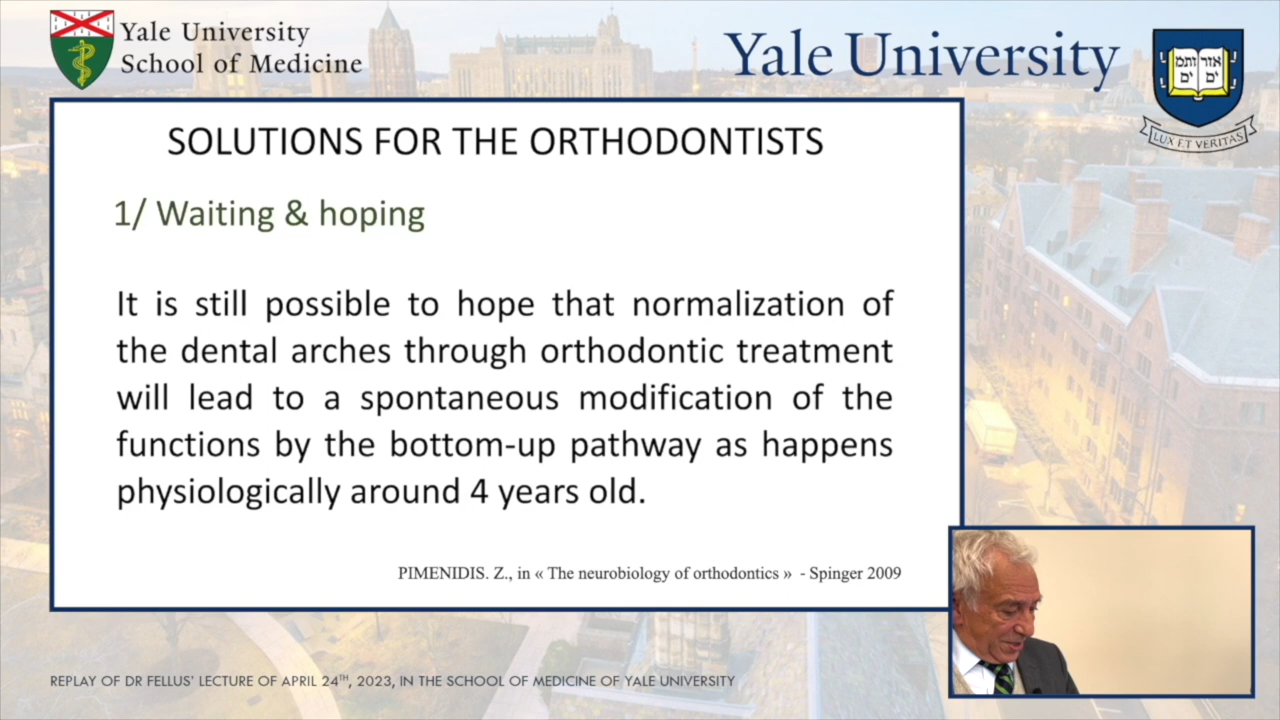 Yale University
School of Medicine
Yale University
אורים
ותמים
LUX ET VERITAS
SOLUTIONS FOR THE ORTHODONTISTS
1/ Waiting & hoping
It is still possible to hope that normalization of
the dental arches through orthodontic treatment
will lead to a spontaneous modification of the
functions by the bottom-up pathway as happens
physiologically around 4 years old.
PIMENIDIS. Z., in « The neurobiology of orthodontics » - Spinger 2009
REPLAY OF DR FELLUS' LECTURE OF APRIL 24TH, 2023, IN THE SCHOOL OF MEDICINE OF YALE UNIVERSITY